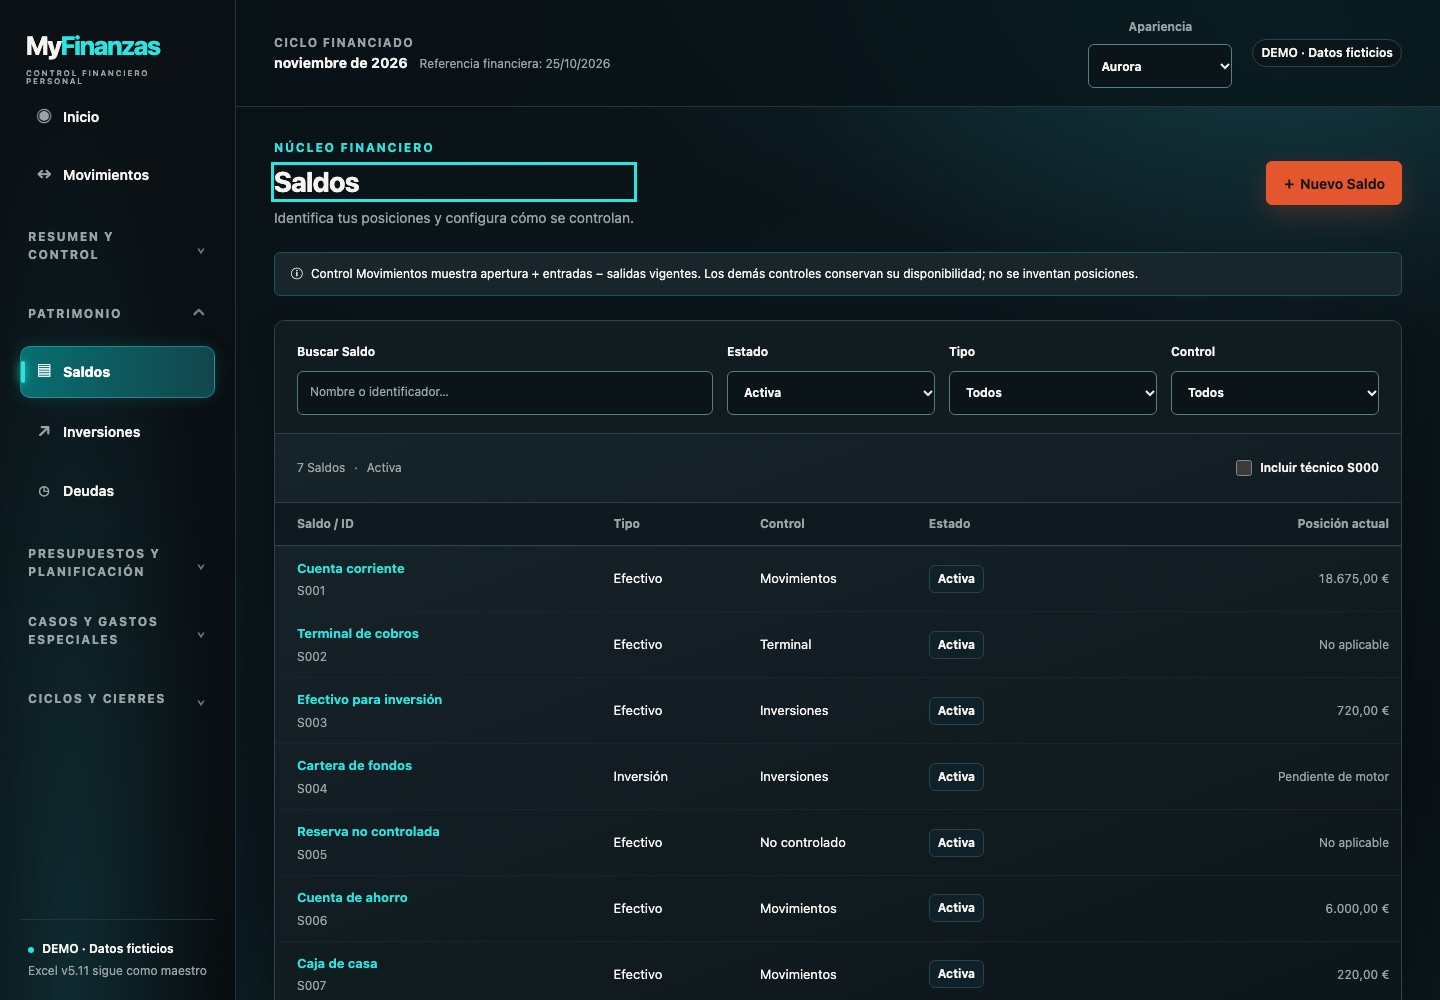 MyFinanzas
CONTROL FINANCIERO
PERSONAL
Inicio
Movimientos
RESUMEN Y
CONTROL
PATRIMONIO
Saldos
Inversiones
Deudas
PRESUPUESTOS Y
PLANIFICACIÓN
CASOS Y GASTOS
ESPECIALES
CICLOS Y CIERRES
DEMO · Datos ficticios
Excel v5.11 sigue como maestro
CICLO FINANCIADO
noviembre de 2026 Referencia financiera: 25/10/2026
Apariencia
Aurora
DEMO · Datos ficticios
NÚCLEO FINANCIERO
Saldos
Identifica tus posiciones y configura cómo se controlan.
+ Nuevo Saldo
Control Movimientos muestra apertura + entradas – salidas vigentes. Los demás controles conservan su disponibilidad; no se inventan posiciones.
Buscar Saldo Estado Tipo Control
Nombre o identificador... Activa Todos Todos
7 Saldos · Activa Incluir técnico S000
Saldo / ID Tipo Control Estado Posición actual
Cuenta corriente
S001 Efectivo Movimientos Activa 18.675,00 €
Terminal de cobros
S002 Efectivo Terminal Activa No aplicable
Efectivo para inversión
S003 Efectivo Inversiones Activa 720,00 €
Cartera de fondos
S004 Inversión Inversiones Activa Pendiente de motor
Reserva no controlada
S005 Efectivo No controlado Activa No aplicable
Cuenta de ahorro
S006 Efectivo Movimientos Activa 6.000,00 €
Caja de casa
S007 Efectivo Movimientos Activa 220,00 €